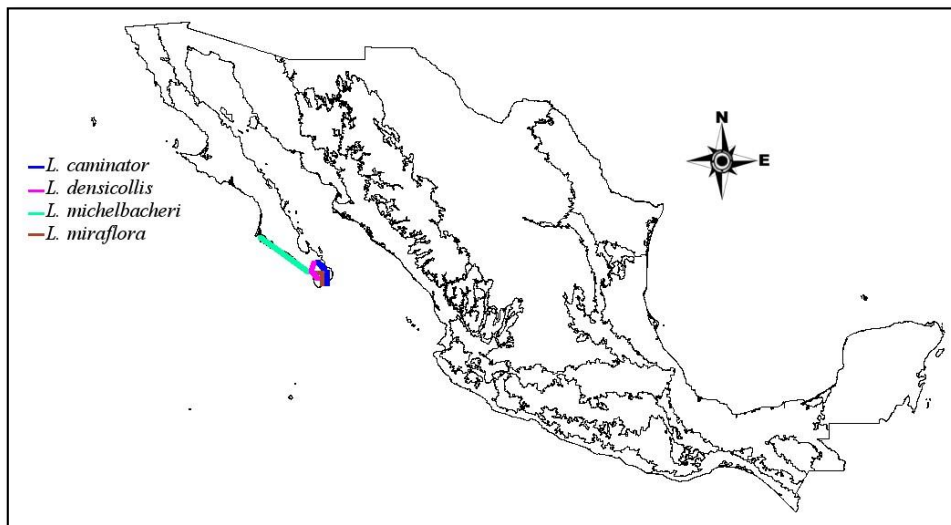 N
E
L. caminator
L. densicollis
L. michelbacheri
L. miraflora